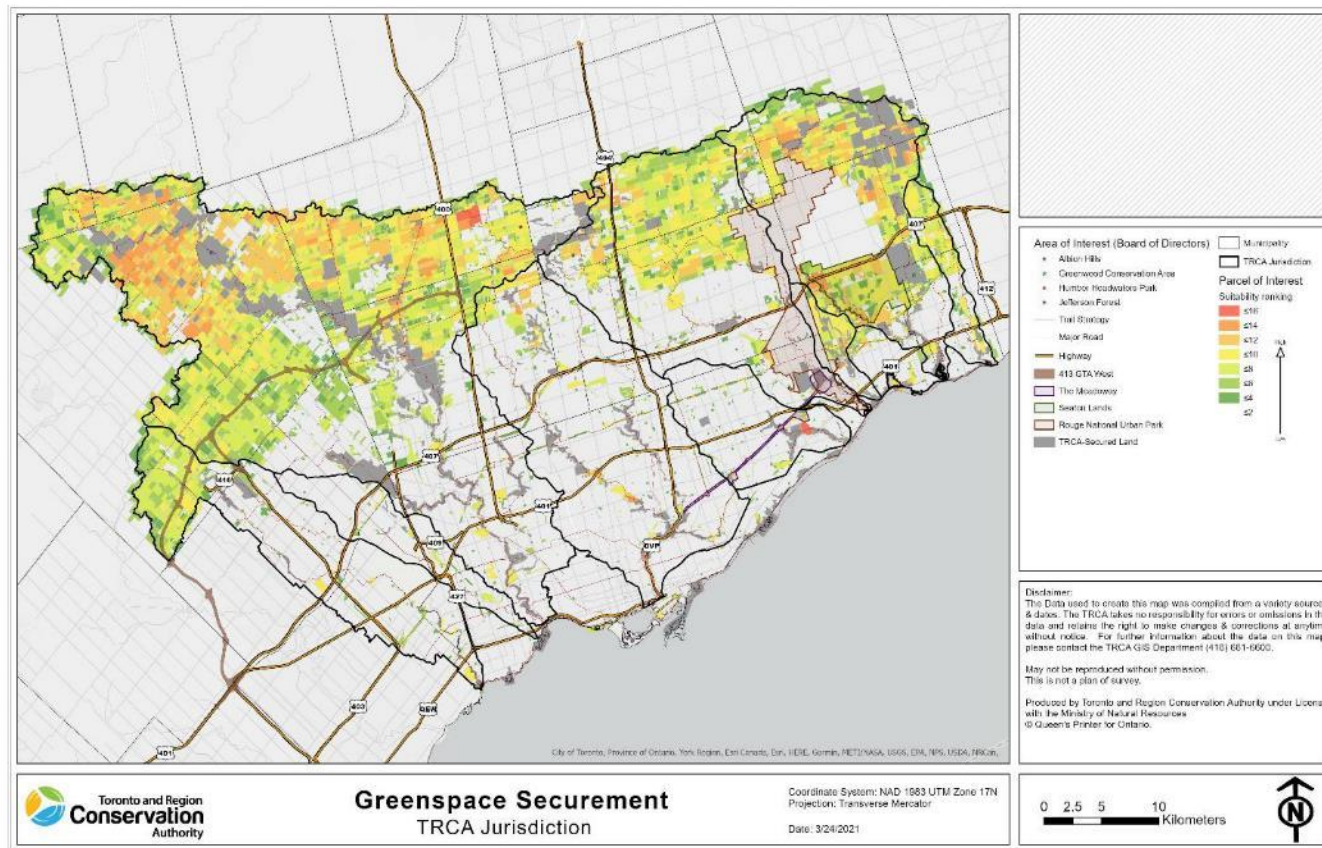 400
404
407
412
401
407
401
410
409
427
DVP
403
QEW
401
City of Toronto, Province of Ontario, York Region, Esri Canada, Esri, HERE, Garmin, METI/NASA, USGS, EPA, NPS, USDA, NRCan,
Area of Interest (Board of Directors)
Albion Hills
Greenwood Conservation Area
Humber Headwaters Park
Jefferson Forest
Trail Strategy
Major Road
Highway
413 GTA West
The Meadoway
Seaton Lands
Rouge National Urban Park
TRCA-Secured Land
Municipality
TRCA Jurisdiction
Parcel of Interest
Suitability ranking
≤16
≤14
≤12
≤10
≤8
≤6
≤4
≤2
Disclaimer:
The Data used to create this map was compiled from a variety source
& dates. The TRCA takes no responsibility for errors or omissions in th
data and retains the right to make changes & corrections at anytim
without notice. For further information about the data on this map
please contact the TRCA GIS Department (416) 661-6600.
May not be reproduced without permission.
This is not a plan of survey.
Produced by Toronto and Region Conservation Authority under Licens
with the Ministry of Natural Resources
© Queen's Printer for Ontario.
Toronto and Region
Conservation
Authority
Greenspace Securement
TRCA Jurisdiction
Coordinate System: NAD 1983 UTM Zone 17N
Projection: Transverse Mercator
Date: 3/24/2021
0 2.5 5 10
Kilometers
N